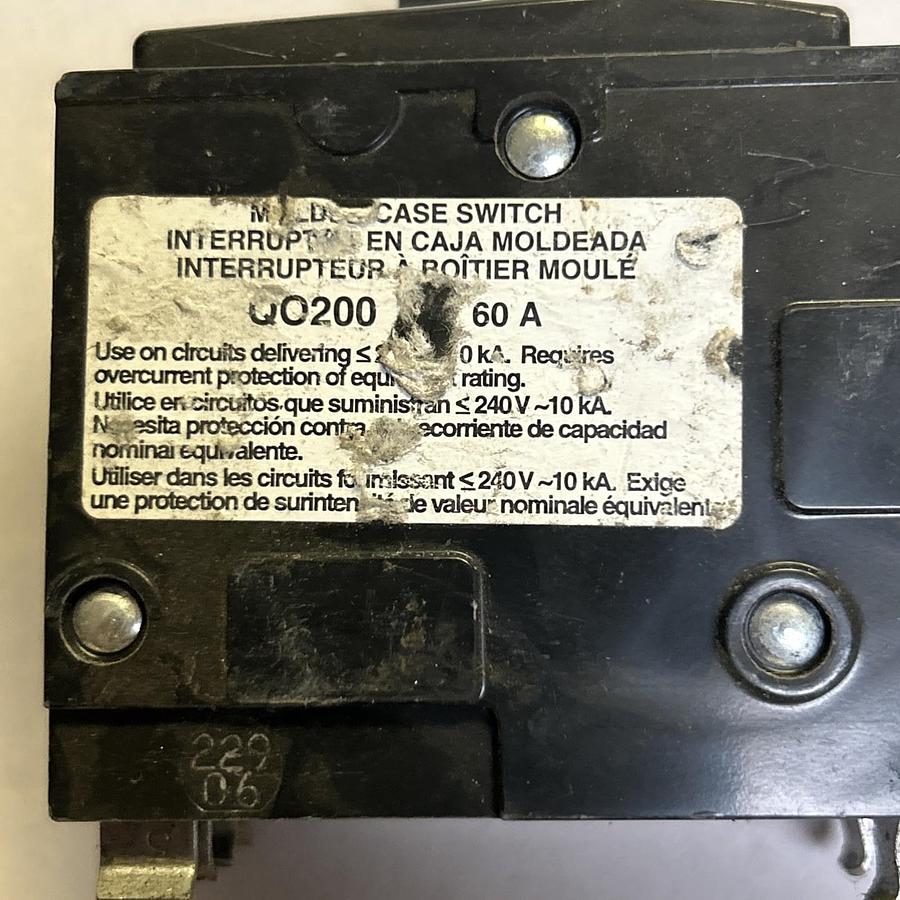 CASE SWITCH
EN CAJA MOLDEADA
INTERRUPTEUR À BOÎTIER MOULÉ
QO200 60 A
Use on circuits delivering ≤ kA. Requires
overcurrent protection of rating.
Utilice en circuitos que suministran ≤ 240 V ~10 kA.
protección contra de capacidad
nominal
Utiliser dans les circuits ≤ 240 V ~10 kA. Exige
une protection de de valeur nominale
229
06